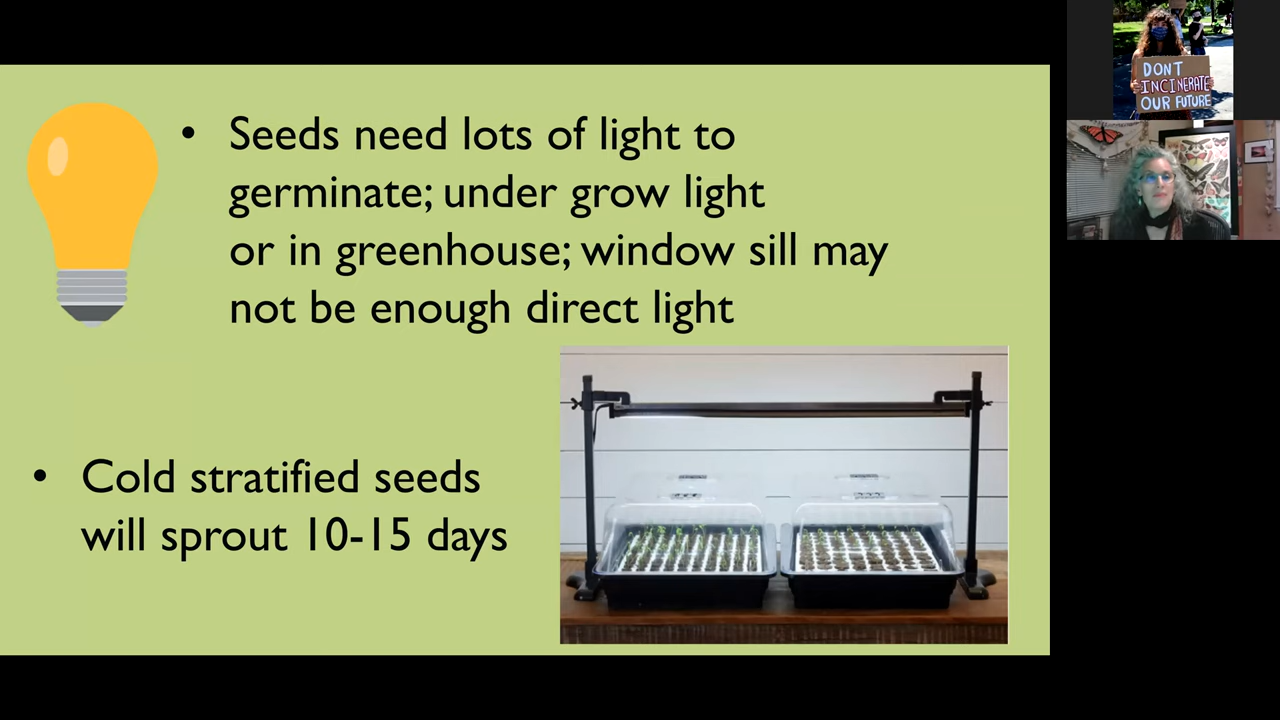 • Seeds need lots of light to
germinate; under grow light
or in greenhouse; window sill may
not be enough direct light
• Cold stratified seeds
will sprout 10-15 days
DONT
INCINERATE
OUR FUTURE